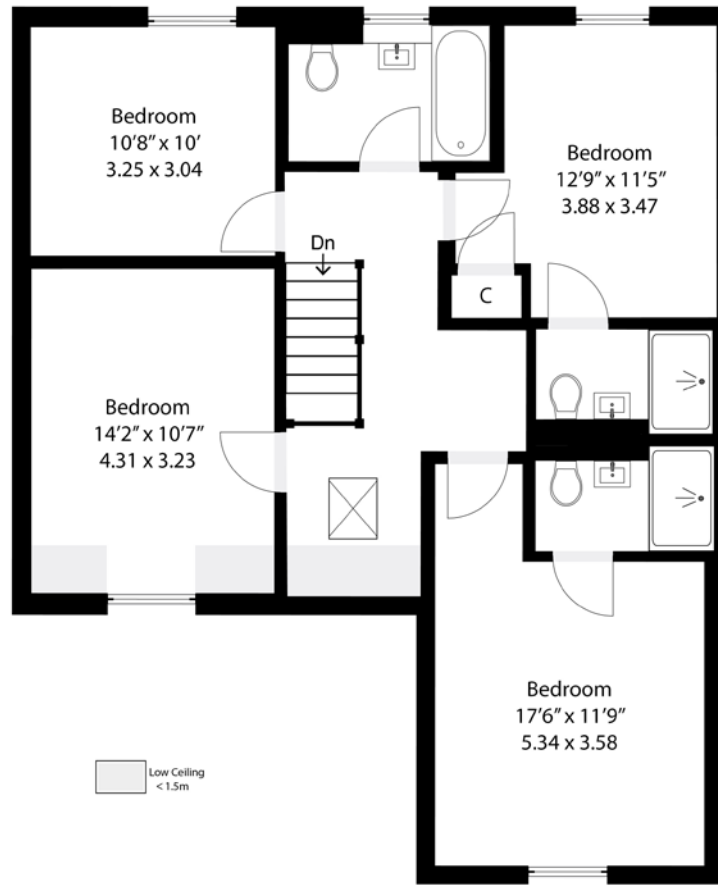 Bedroom
10'8” x 10'
3.25 x 3.04
Bedroom
12'9” x 11'5”
3.88 x 3.47
Dn
C
Bedroom
14'2” x 10'7”
4.31 x 3.23
Bedroom
17'6” x 11'9”
5.34 x 3.58
Low Ceiling
< 1.5m